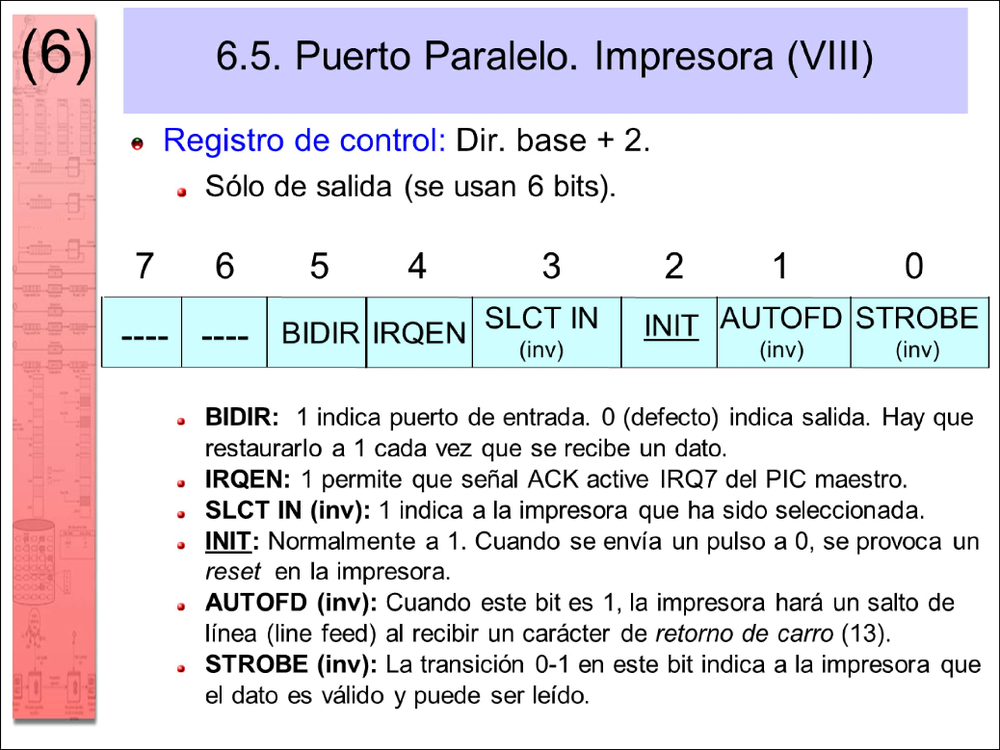 (6)
6.5. Puerto Paralelo. Impresora (VIII)
Registro de control: Dir. base + 2.
Sólo de salida (se usan 6 bits).
7 6 5 4 3 2 1 0
---- ---- BIDIR IRQEN SLCT IN INIT AUTOFD STROBE
(inv) (inv) (inv)
BIDIR: 1 indica puerto de entrada. 0 (defecto) indica salida. Hay que
restaurarlo a 1 cada vez que se recibe un dato.
IRQEN: 1 permite que señal ACK active IRQ7 del PIC maestro.
SLCT IN (inv): 1 indica a la impresora que ha sido seleccionada.
INIT: Normalmente a 1. Cuando se envía un pulso a 0, se provoca un
reset en la impresora.
AUTOFD (inv): Cuando este bit es 1, la impresora hará un salto de
línea (line feed) al recibir un carácter de retorno de carro (13).
STROBE (inv): La transición 0-1 en este bit indica a la impresora que
el dato es válido y puede ser leído.